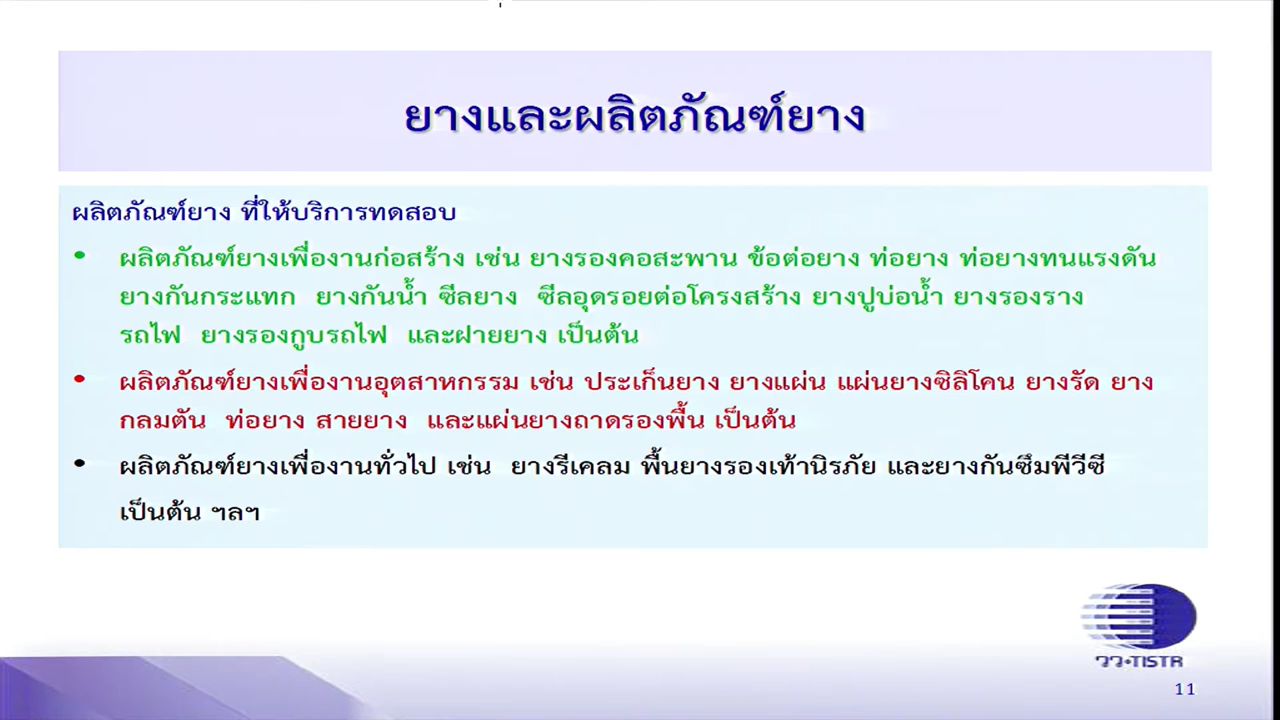 ยางและผลิตภัณฑ์ยาง
ผลิตภัณฑ์ยาง ที่ให้บริการทดสอบ
• ผลิตภัณฑ์ยางเพื่องานก่อสร้าง เช่น ยางรองคอสะพาน ข้อต่อยาง ท่อยาง ท่อยางทนแรงดัน
ยางกันกระแทก ยางกันน้ำ ซีลยาง ซีลอุดรอยต่อโครงสร้าง ยางปูบ่อน้ำ ยางรองราง
รถไฟ ยางรองกูบรถไฟ และฝายยาง เป็นต้น
• ผลิตภัณฑ์ยางเพื่องานอุตสาหกรรม เช่น ประเก็นยาง ยางแผ่น แผ่นยางซิลิโคน ยางรัด ยาง
กลมตัน ท่อยาง สายยาง และแผ่นยางถาดรองพื้น เป็นต้น
• ผลิตภัณฑ์ยางเพื่องานทั่วไป เช่น ยางรีเคลม พื้นยางรองเท้านิรภัย และยางกันซึมพีวีซี
เป็นต้น ฯลฯ
วว•TISTR
11